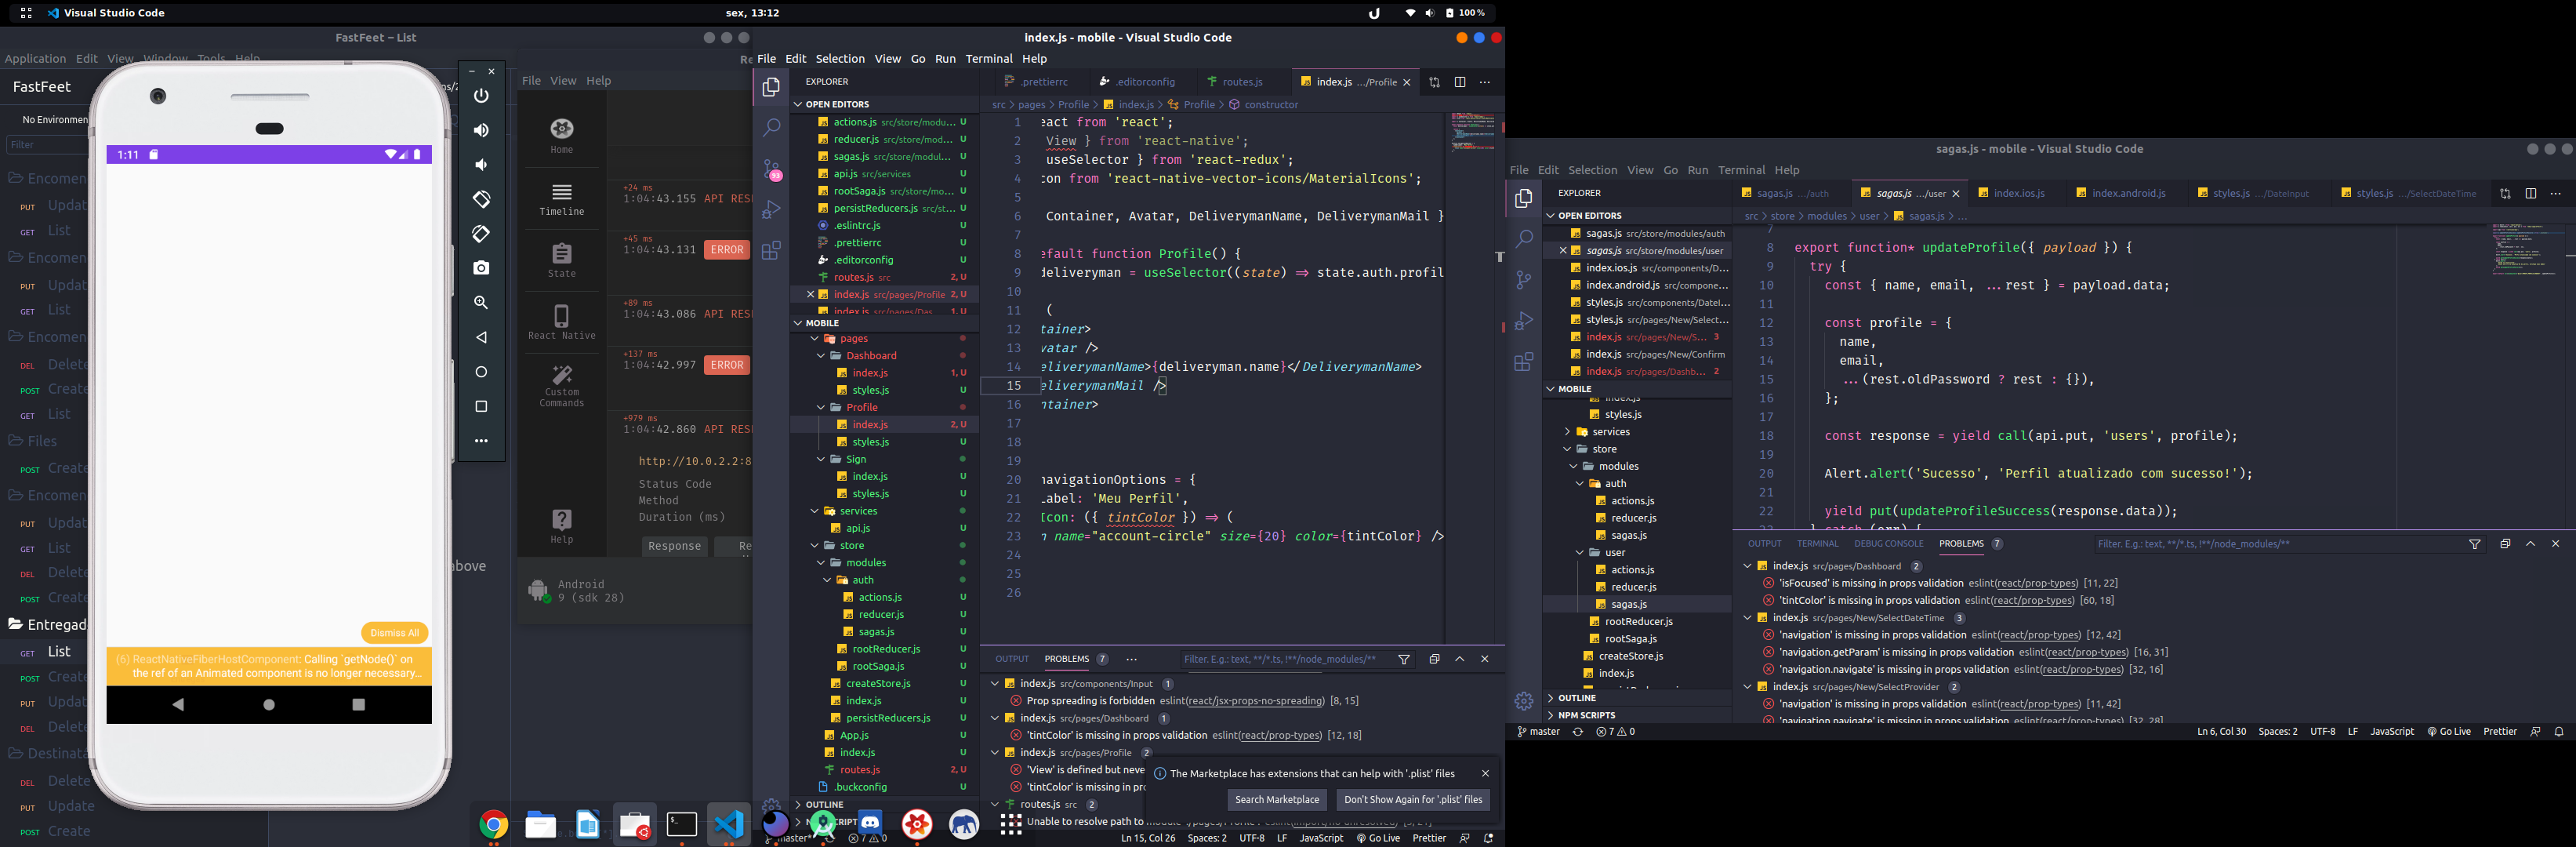 Visual Studio Code
sex, 13:12
100 %
FastFeet – List
Application Edit View Window Tools Help
FastFeet
No Environmen
Filter
Encomen
PUT Updat
GET List
Encomen
PUT Updat
GET List
Encomen
DEL Delete
POST Create
GET List
Files
POST Create
Encomen
PUT Updat
GET List
DEL Delete
POST Create
Entregad
GET List
POST Create
PUT Updat
DEL Delete
Destinata
DEL Delete
PUT Update
POST Create
above
1:11
Dismiss All
(6) ReactNativeFiberHostComponent: Calling `getNode()` on
the ref of an Animated component is no longer necessary...
Re
File View Help
Home
Timeline
State
React Native
Custom
Commands
Help
+24 ms
1:04:43.155 API RES
+45 ms
1:04:43.131 ERROR
+89 ms
1:04:43.086 API RES
+137 ms
1:04:42.997 ERROR
+979 ms
1:04:42.860 API RES
http://10.0.2.2:8
Status Code
Method
Duration (ms)
Response Re
Android
9 (sdk 28)
index.js - mobile - Visual Studio Code
File Edit Selection View Go Run Terminal Help
EXPLORER
OPEN EDITORS
actions.js src/store/modu... U
reducer.js src/store/mod... U
sagas.js src/store/modul... U
api.js src/services U
rootSaga.js src/store/mo... U
persistReducers.js src/st... U
.eslintrc.js U
.prettierrc U
.editorconfig U
routes.js src 2, U
index.js src/pages/Profile 2, U
index.js src/pages/Das... 1, U
93
MOBILE
pages
Dashboard
index.js 1, U
styles.js U
Profile
index.js 2, U
styles.js U
Sign
index.js U
styles.js U
services
api.js U
store
modules
auth
actions.js U
reducer.js U
sagas.js U
rootReducer.js U
rootSaga.js U
createStore.js U
index.js U
persistReducers.js U
App.js U
index.js U
routes.js 2, U
.buckconfig U
OUTLINE
.prettierrc .editorconfig routes.js index.js .../Profile
src > pages > Profile > index.js > Profile > constructor
1 eact from 'react';
2 View } from 'react-native';
3 useSelector } from 'react-redux';
4 con from 'react-native-vector-icons/MaterialIcons';
5
6 Container, Avatar, DeliverymanName, DeliverymanMail }
7
8 efault function Profile() {
9 deliveryman = useSelector((state) => state.auth.profil
10
11 (
12 tainer>
13 vatar />
14 eliverymanName>{deliveryman.name}</DeliverymanName>
15 eliverymanMail />
16 ntainer>
17
18
19
20 navigationOptions = {
21 Label: 'Meu Perfil',
22 Icon: ({ tintColor }) => (
23 n name="account-circle" size={20} color={tintColor} />
24
25
26
OUTPUT PROBLEMS 7 ... Filter. E.g.: text, **/*.ts, !**/node_modules/**
index.js src/components/Input 1
Prop spreading is forbidden eslint(react/jsx-props-no-spreading) [8, 15]
index.js src/pages/Dashboard 1
'tintColor' is missing in props validation eslint(react/prop-types) [12, 18]
index.js src/pages/Profile 2
'View' is defined but neve
'tintColor' is missing in pro
routes.js src 2
Unable to resolve path to
The Marketplace has extensions that can help with '.plist' files
Search Marketplace Don't Show Again for '.plist' files
master* 7 0 Ln 15, Col 26 Spaces: 2 UTF-8 LF JavaScript Go Live Prettier
sagas.js - mobile - Visual Studio Code
File Edit Selection View Go Run Terminal Help
EXPLORER
OPEN EDITORS
sagas.js src/store/modules/auth
sagas.js src/store/modules/user
index.ios.js src/components/D...
index.android.js src/compone...
styles.js src/components/DateI...
styles.js src/pages/New/Select...
index.js src/pages/New/S... 3
index.js src/pages/New/Confirm
index.js src/pages/Dashb... 2
MOBILE
index.js
styles.js
services
store
modules
auth
actions.js
reducer.js
sagas.js
user
actions.js
reducer.js
sagas.js
rootReducer.js
rootSaga.js
createStore.js
index.js
OUTLINE
NPM SCRIPTS
sagas.js .../auth sagas.js .../user index.ios.js index.android.js styles.js .../DateInput styles.js .../SelectDateTime
src > store > modules > user > sagas.js > ...
7
8 export function* updateProfile({ payload }) {
9 try {
10 const { name, email, ...rest } = payload.data;
11
12 const profile = {
13 name,
14 email,
15 ...(rest.oldPassword ? rest : {}),
16 };
17
18 const response = yield call(api.put, 'users', profile);
19
20 Alert.alert('Sucesso', 'Perfil atualizado com sucesso!');
21
22 yield put(updateProfileSuccess(response.data));
23 } catch (err) {
OUTPUT TERMINAL DEBUG CONSOLE PROBLEMS 7 Filter. E.g.: text, **/*.ts, !**/node_modules/**
index.js src/pages/Dashboard 2
'isFocused' is missing in props validation eslint(react/prop-types) [11, 22]
'tintColor' is missing in props validation eslint(react/prop-types) [60, 18]
index.js src/pages/New/SelectDateTime 3
'navigation' is missing in props validation eslint(react/prop-types) [12, 42]
'navigation.getParam' is missing in props validation eslint(react/prop-types) [16, 31]
'navigation.navigate' is missing in props validation eslint(react/prop-types) [32, 16]
index.js src/pages/New/SelectProvider 2
'navigation' is missing in props validation eslint(react/prop-types) [11, 42]
'navigation.navigate' is missing in props validation eslint(react/prop-types) [32, 28]
master 7 0 Ln 6, Col 30 Spaces: 2 UTF-8 LF JavaScript Go Live Prettier